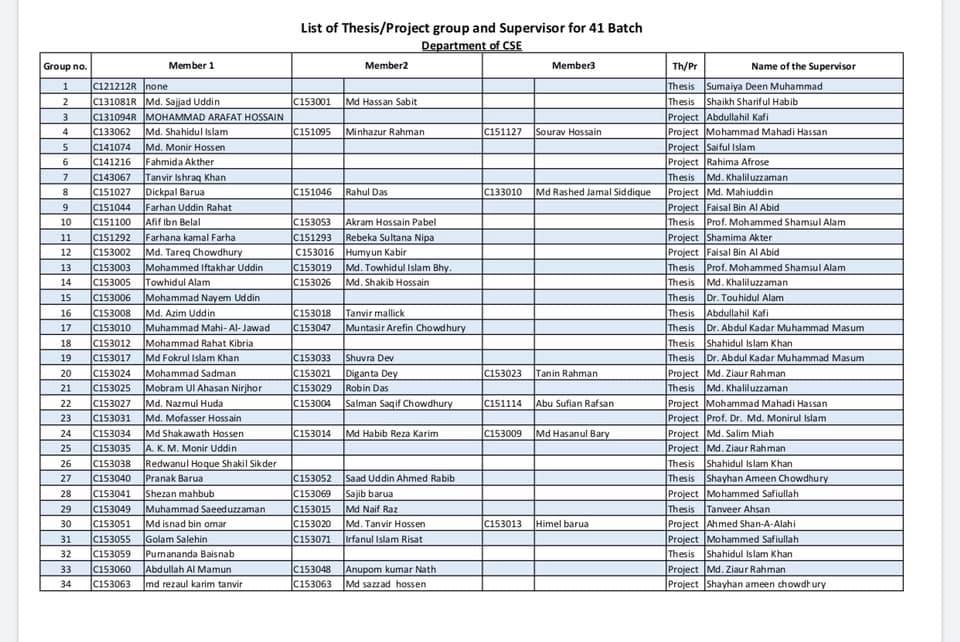 List of Thesis/Project group and Supervisor for 41 Batch
Department of CSE
Group no. Member 1 Member2 Member3 Th/Pr Name of the Supervisor
1 C121212R none Thesis Sumaiya Deen Muhammad
2 C131081R Md. Sajjad Uddin C153001 Md Hassan Sabit Thesis Shaikh Shariful Habib
3 C131094R MOHAMMAD ARAFAT HOSSAIN Project Abdullahil Kafi
4 C133062 Md. Shahidul Islam C151095 Minhazur Rahman C151127 Sourav Hossain Project Mohammad Mahadi Hassan
5 C141074 Md. Monir Hossen Project Saiful Islam
6 C141216 Fahmida Akther Project Rahima Afrose
7 C143067 Tanvir Ishraq Khan Thesis Md. Khaliluzzaman
8 C151027 Dickpal Barua C151046 Rahul Das C133010 Md Rashed Jamal Siddique Project Md. Mahiuddin
9 C151044 Farhan Uddin Rahat Project Faisal Bin Al Abid
10 C151100 Afif Ibn Belal C153053 Akram Hossain Pabel Thesis Prof. Mohammed Shamsul Alam
11 C151292 Farhana kamal Farha C151293 Rebeka Sultana Nipa Project Shamima Akter
12 C153002 Md. Tareq Chowdhury C153016 Humyun Kabir Project Faisal Bin Al Abid
13 C153003 Mohammed Iftakhar Uddin C153019 Md. Towhidul Islam Bhy. Thesis Prof. Mohammed Shamsul Alam
14 C153005 Towhidul Alam C153026 Md. Shakib Hossain Thesis Md. Khaliluzzaman
15 C153006 Mohammad Nayem Uddin Thesis Dr. Touhidul Alam
16 C153008 Md. Azim Uddin C153018 Tanvir mallick Thesis Abdullahil Kafi
17 C153010 Muhammad Mahi-Al-Jawad C153047 Muntasir Arefin Chowdhury Thesis Dr. Abdul Kadar Muhammad Masum
18 C153012 Mohammad Rahat Kibria Thesis Shahidul Islam Khan
19 C153017 Md Fokrul Islam Khan C153033 Shuvra Dev Thesis Dr. Abdul Kadar Muhammad Masum
20 C153024 Mohammad Sadman C153021 Diganta Dey C153023 Tanin Rahman Project Md. Ziaur Rahman
21 C153025 Mobram Ul Ahasan Nirjhor C153029 Robin Das Thesis Md. Khaliluzzaman
22 C153027 Md. Nazmul Huda C153004 Salman Saqif Chowdhury C151114 Abu Sufian Rafsan Project Mohammad Mahadi Hassan
23 C153031 Md. Mofasser Hossain Project Prof. Dr. Md. Monirul Islam
24 C153034 Md Shakawath Hossen C153014 Md Habib Reza Karim C153009 Md Hasanul Bary Project Md. Salim Miah
25 C153035 A. K. M. Monir Uddin Project Md. Ziaur Rahman
26 C153038 Redwanul Hoque Shakil Sikder Thesis Shahidul Islam Khan
27 C153040 Pranak Barua C153052 Saad Uddin Ahmed Rabib Thesis Shayhan Ameen Chowdhury
28 C153041 Shezan mahbub C153069 Sajib barua Project Mohammed Safiullah
29 C153049 Muhammad Saeeduzzaman C153015 Md Naif Raz Thesis Tanveer Ahsan
30 C153051 Md isnad bin omar C153020 Md. Tanvir Hossen C153013 Himel barua Project Ahmed Shan-A-Alahi
31 C153055 Golam Salehin C153071 Irfanul Islam Risat Project Mohammed Safiullah
32 C153059 Purnananda Baisnab Thesis Shahidul Islam Khan
33 C153060 Abdullah Al Mamun C153048 Anupom kumar Nath Project Md. Ziaur Rahman
34 C153063 md rezaul karim tanvir C153063 Md sazzad hossen Project Shayhan ameen chowdhury